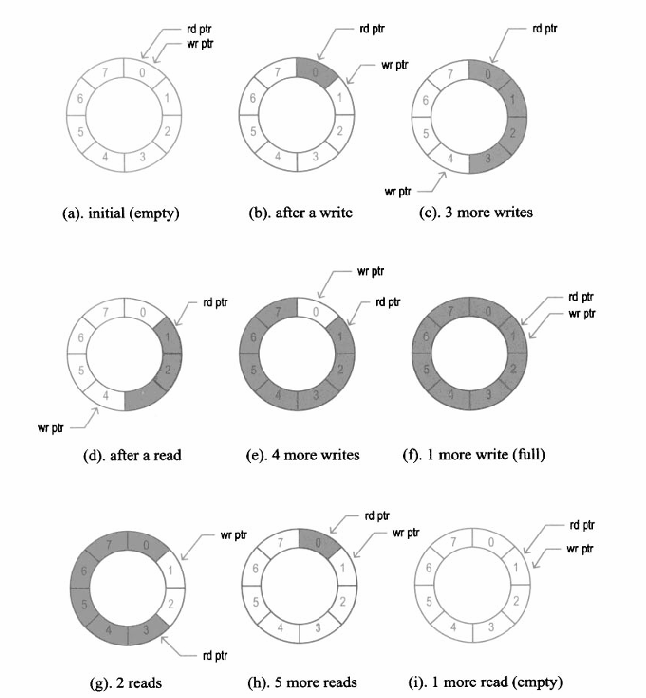 rd ptr
wr ptr
7 0
6 1
5 2
4 3
(a). initial (empty)
rd ptr
wr ptr
7 0
6 1
5 2
4 3
(b). after a write
rd ptr
7 0
6 1
5 2
4 3
wr ptr
(c). 3 more writes
rd ptr
7 0
6 1
5 2
4
wr ptr
(d). after a read
wr ptr
rd ptr
7 0
6 1
5 2
4 3
(e). 4 more writes
rd ptr
wr ptr
7 0
6 1
5 2
4 3
(f). 1 more write (full)
wr ptr
7 0
6 1
5 2
4 3
rd ptr
(g). 2 reads
rd ptr
wr ptr
7 0
6 1
5 2
4 3
(h). 5 more reads
rd ptr
wr ptr
7 0
6 1
5 2
4 3
(i). 1 more read (empty)